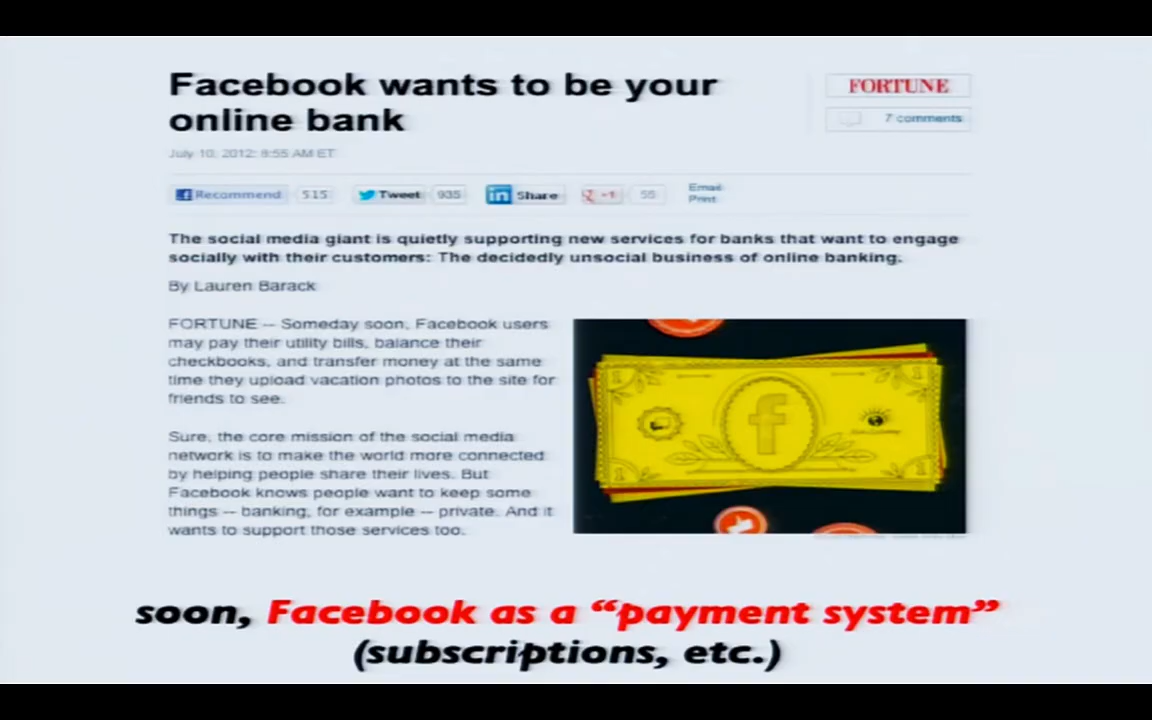 Facebook wants to be your
online bank
FORTUNE
7 comments
July 10, 2012: 8:55 AM ET
Recommend 515 Tweet 935 in Share +1 55 Email
Print
The social media giant is quietly supporting new services for banks that want to engage
socially with their customers: The decidedly unsocial business of online banking.
By Lauren Barack
FORTUNE -- Someday soon, Facebook users
may pay their utility bills, balance their
checkbooks, and transfer money at the same
time they upload vacation photos to the site for
friends to see.
Sure, the core mission of the social media
network is to make the world more connected
by helping people share their lives. But
Facebook knows people want to keep some
things -- banking, for example -- private. And it
wants to support those services too.
soon, Facebook as a “payment system”
(subscriptions, etc.)